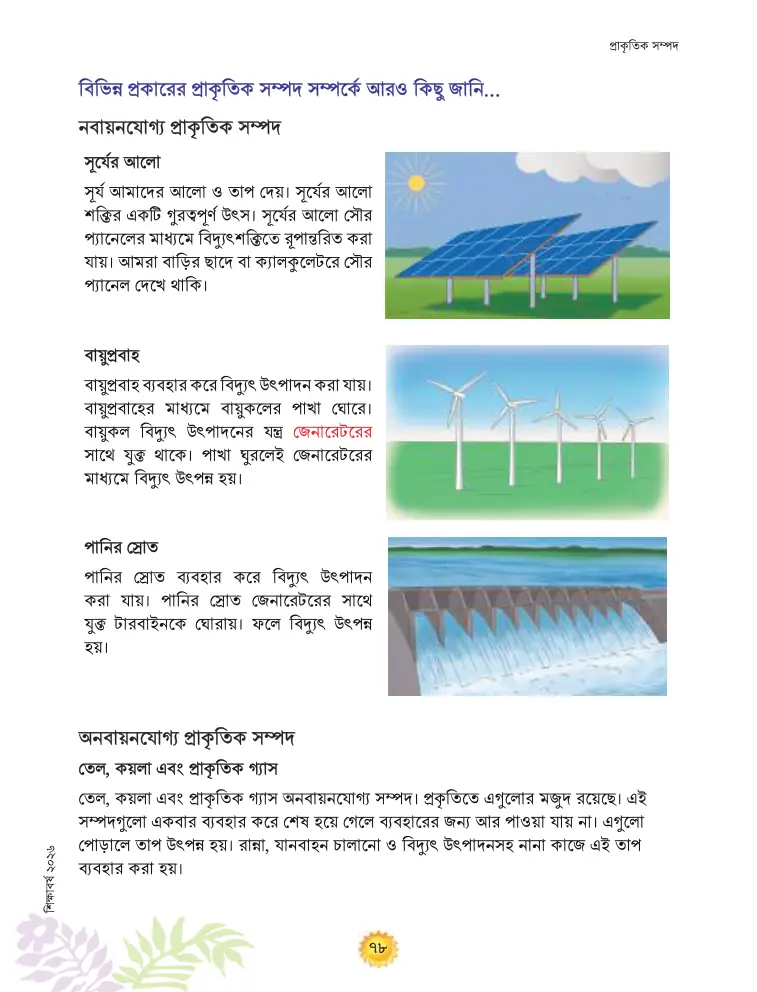 প্রাকৃতিক সম্পদ
বিভিন্ন প্রকারের প্রাকৃতিক সম্পদ সম্পর্কে আরও কিছু জানি...
নবায়নযোগ্য প্রাকৃতিক সম্পদ
সূর্যের আলো
সূর্য আমাদের আলো ও তাপ দেয়। সূর্যের আলো
শক্তির একটি গুরত্বপূর্ণ উৎস। সূর্যের আলো সৌর
প্যানেলের মাধ্যমে বিদ্যুৎশক্তিতে রূপান্তরিত করা
যায়। আমরা বাড়ির ছাদে বা ক্যালকুলেটরে সৌর
প্যানেল দেখে থাকি।
বায়ুপ্রবাহ
বায়ুপ্রবাহ ব্যবহার করে বিদ্যুৎ উৎপাদন করা যায়।
বায়ুপ্রবাহের মাধ্যমে বায়ুকলের পাখা ঘোরে।
বায়ুকল বিদ্যুৎ উৎপাদনের যন্ত্র জেনারেটরের
সাথে যুক্ত থাকে। পাখা ঘুরলেই জেনারেটরের
মাধ্যমে বিদ্যুৎ উৎপন্ন হয়।
পানির স্রোত
পানির স্রোত ব্যবহার করে বিদ্যুৎ উৎপাদন
করা যায়। পানির স্রোত জেনারেটরের সাথে
যুক্ত টারবাইনকে ঘোরায়। ফলে বিদ্যুৎ উৎপন্ন
হয়।
অনবায়নযোগ্য প্রাকৃতিক সম্পদ
তেল, কয়লা এবং প্রাকৃতিক গ্যাস
তেল, কয়লা এবং প্রাকৃতিক গ্যাস অনবায়নযোগ্য সম্পদ। প্রকৃতিতে এগুলোর মজুদ রয়েছে। এই
সম্পদগুলো একবার ব্যবহার করে শেষ হয়ে গেলে ব্যবহারের জন্য আর পাওয়া যায় না। এগুলো
পোড়ালে তাপ উৎপন্ন হয়। রান্না, যানবাহন চালানো ও বিদ্যুৎ উৎপাদনসহ নানা কাজে এই তাপ
ব্যবহার করা হয়।
শিক্ষাবর্ষ ২০২৬
৭৮